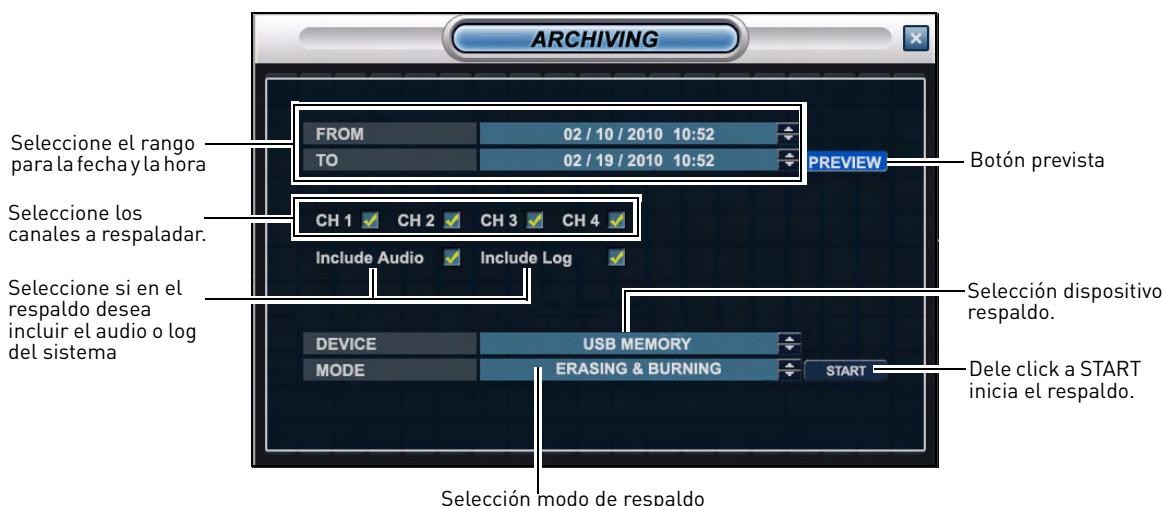 ARCHIVING
Seleccione el rango
para la fecha y la hora
FROM 02 / 10 / 2010 10:52
TO 02 / 19 / 2010 10:52
PREVIEW
Botón prevista
Seleccione los
canales a respaladar.
CH 1 CH 2 CH 3 CH 4
Include Audio Include Log
Seleccione si en el
respaldo desea
incluir el audio o log
del sistema
Selección dispositivo
respaldo.
DEVICE USB MEMORY
MODE ERASING & BURNING
START
Dele click a START
inicia el respaldo.
Selección modo de respaldo